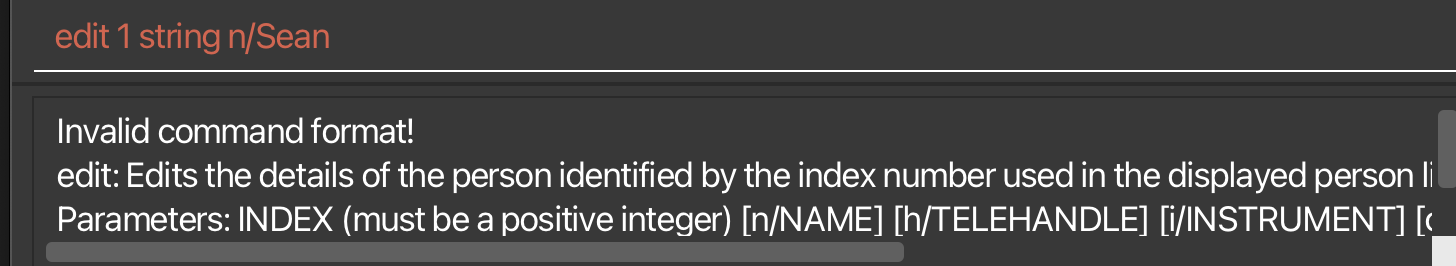 edit 1 string n/Sean
Invalid command format!
edit: Edits the details of the person identified by the index number used in the displayed person
Parameters: INDEX (must be a positive integer) [n/NAME] [h/TELEHANDLE] [i/INSTRUMENT]